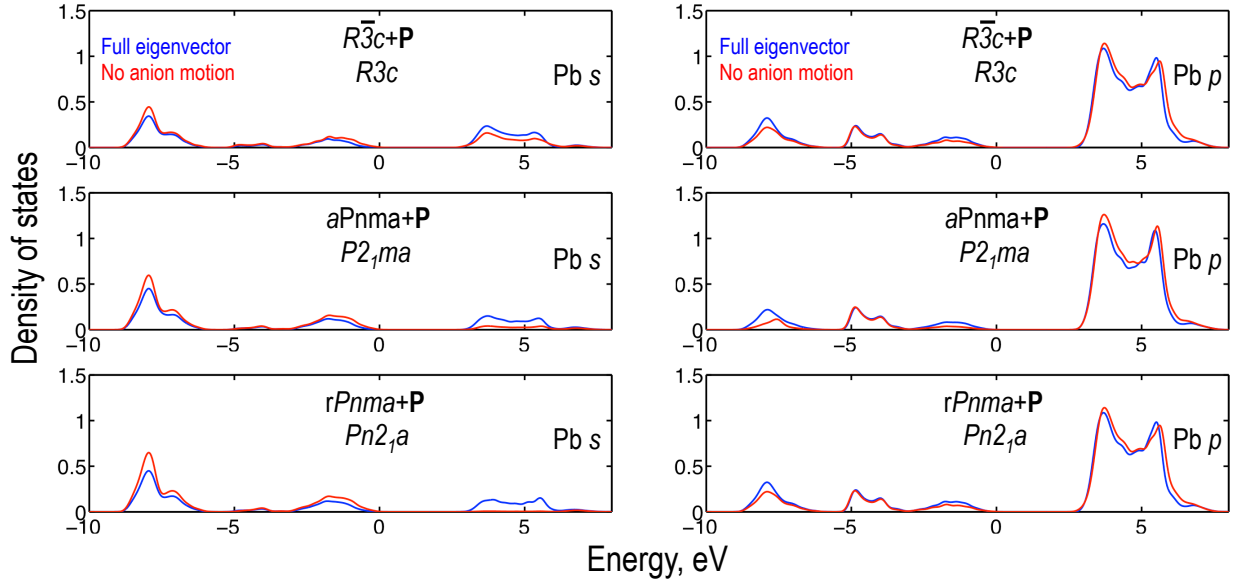 Density of states
1.5
1
0.5
0
Full eigenvector
No anion motion
R3̅c+P
R3c
Pb s
−10 −5 0 5
1.5
1
0.5
0
Full eigenvector
No anion motion
R3̅c+P
R3c
Pb p
−10 −5 0 5
1.5
1
0.5
0
aPnma+P
P2₁ma
Pb s
−10 −5 0 5
1.5
1
0.5
0
aPnma+P
P2₁ma
Pb p
−10 −5 0 5
1.5
1
0.5
0
rPnma+P
Pn2₁a
Pb s
−10 −5 0 5
1.5
1
0.5
0
rPnma+P
Pn2₁a
Pb p
−10 −5 0 5
Energy, eV